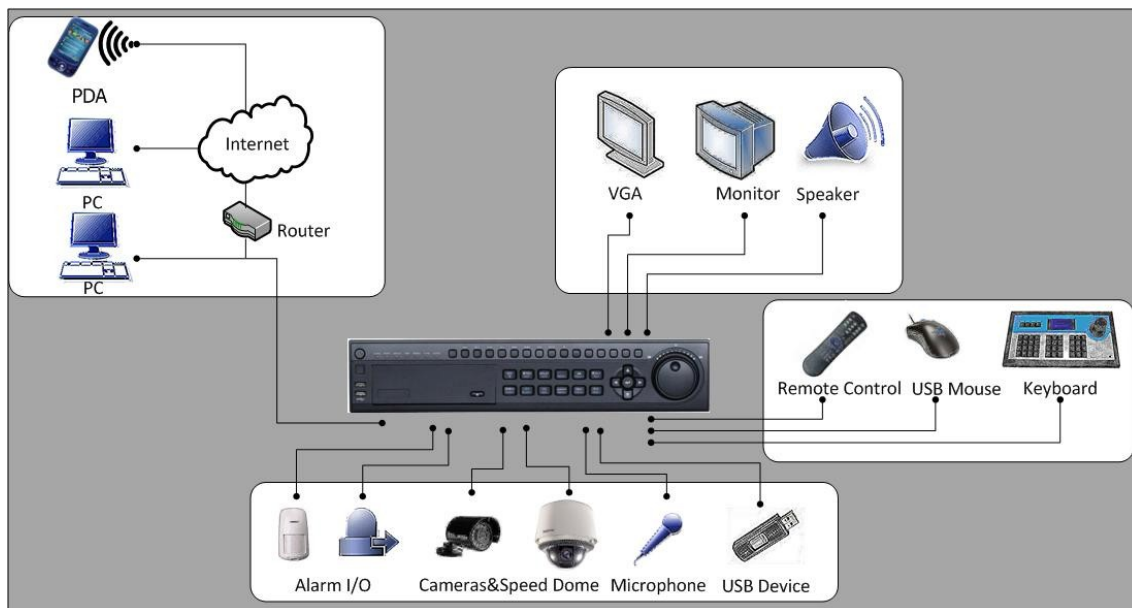 PDA
Internet
PC
Router
PC
VGA
Monitor
Speaker
Remote Control
USB Mouse
Keyboard
Alarm I/O
Cameras&Speed Dome
Microphone
USB Device